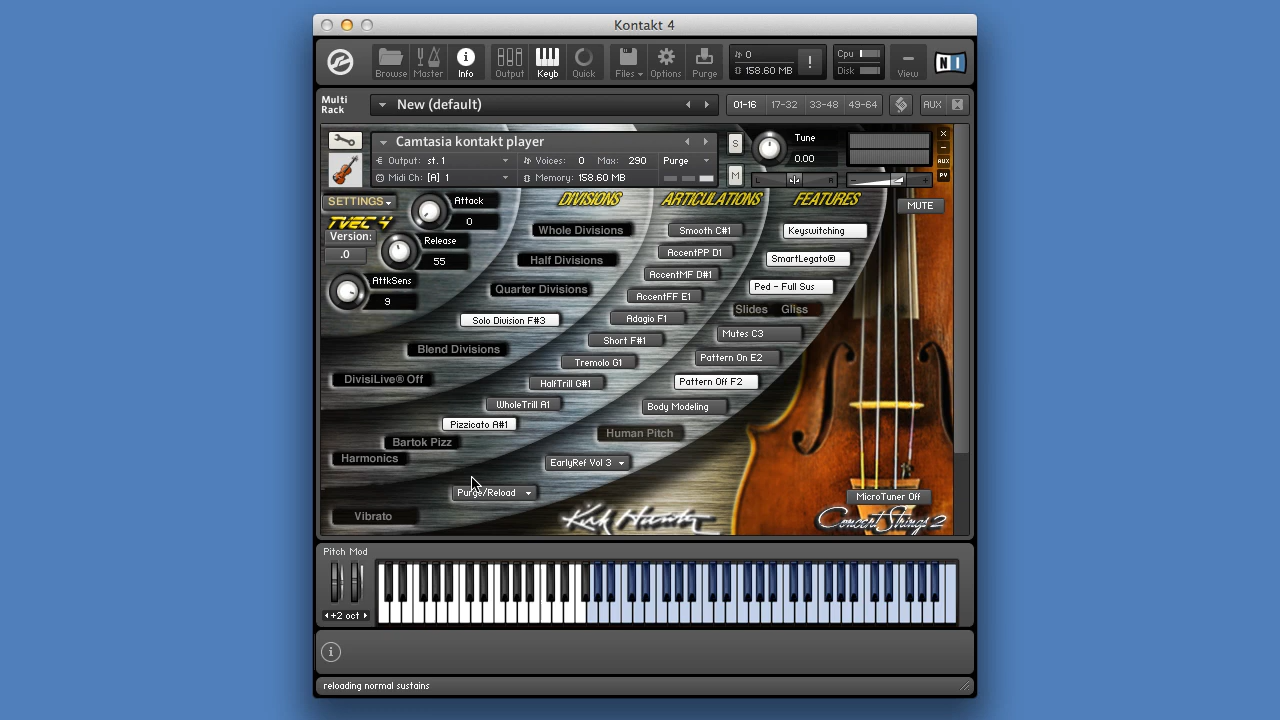 Kontakt 4
Browse Master Info Output Keyb Quick Files Options Purge
0
158.60 MB
!
Cpu
Disk
View
NI
Multi Rack
New (default)
01-16 17-32 33-48 49-64 AUX
Camtasia kontakt player
Output: st.1 Voices: 0 Max: 290 Purge
Midi Ch: [A] 1 Memory: 158.60 MB
S
M
Tune
0.00
L R
AUX
PV
SETTINGS
TVEC 4
Version:
.0
Attack
0
Release
55
AttkSens
9
DIVISIONS
Whole Divisions
Half Divisions
Quarter Divisions
Solo Division F#3
Blend Divisions
DivisiLive® Off
ARTICULATIONS
Smooth C#1
AccentPP D1
AccentMF D#1
AccentFF E1
Adagio F1
Short F#1
Tremolo G1
HalfTrill G#1
WholeTrill A1
Pizzicato A#1
Bartok Pizz
Harmonics
FEATURES
Keyswitching
SmartLegato®
Ped - Full Sus
Slides Gliss
Mutes C3
Pattern On E2
Pattern Off F2
Body Modeling
Human Pitch
EarlyRef Vol 3
Purge/Reload
Vibrato
MUTE
MicroTuner Off
Kirk Hunter
Concert Strings 2
Pitch Mod
+2 oct
reloading normal sustains